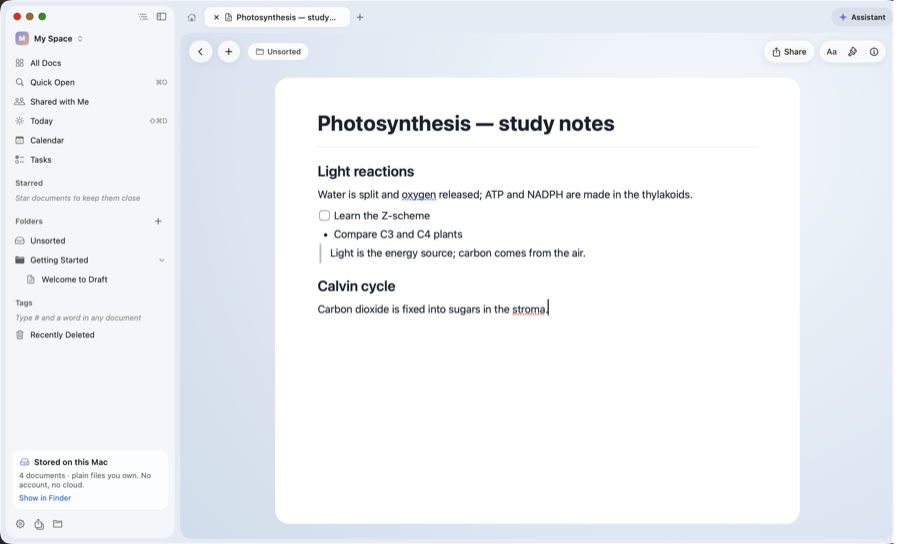 Photosynthesis — study...
Assistant
M My Space
All Docs
Quick Open ⌘O
Shared with Me
Today ⇧⌘D
Calendar
Tasks
Starred
Star documents to keep them close
Folders
Unsorted
Getting Started
Welcome to Draft
Tags
Type # and a word in any document
Recently Deleted
Stored on this Mac
4 documents · plain files you own. No
account, no cloud.
Show in Finder
Unsorted
Share
Aa
Photosynthesis — study notes
Light reactions
Water is split and oxygen released; ATP and NADPH are made in the thylakoids.
Learn the Z-scheme
• Compare C3 and C4 plants
Light is the energy source; carbon comes from the air.
Calvin cycle
Carbon dioxide is fixed into sugars in the stroma.